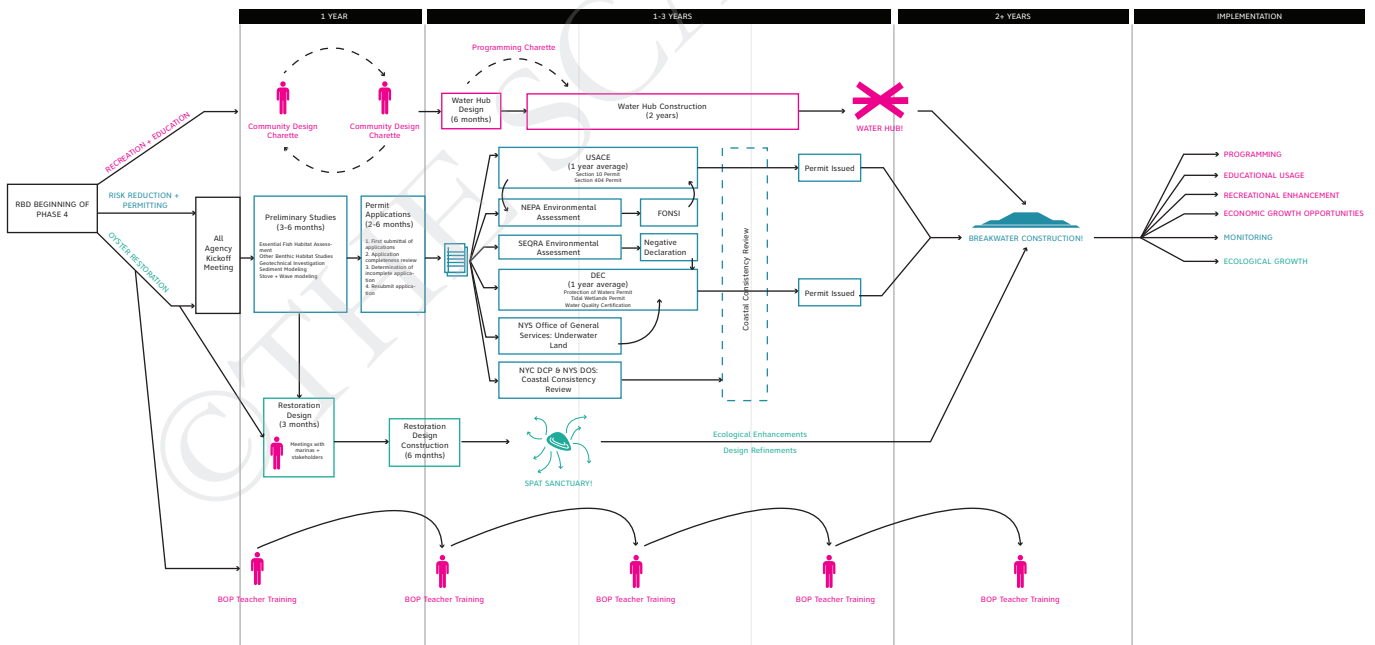 1 YEAR
1-3 YEARS
2+ YEARS
IMPLEMENTATION
Programming Charette
Community Design
Charette
Community Design
Charette
Water Hub
Design
(6 months)
Water Hub Construction
(2 years)
WATER HUB!
RECREATION + EDUCATION
RBD BEGINNING OF
PHASE 4
RISK REDUCTION +
PERMITTING
OYSTER RESTORATION
All
Agency
Kickoff
Meeting
Preliminary Studies
(3-6 months)
Essential Fish Habitat Assess-
ment
Other Benthic Habitat Studies
Geotechnical Investigation
Sediment Modeling
Stove + Wave modeling
Permit
Applications
(2-6 months)
1. First submittal of
applications
2. Application
completeness review
3. Determination of
incomplete applica-
tion
4. Resubmit applica-
tion
USACE
(1 year average)
Section 10 Permit
Section 404 Permit
NEPA Environmental
Assessment
FONSI
SEQRA Environmental
Assessment
Negative
Declaration
DEC
(1 year average)
Protection of Waters Permit
Tidal Wetlands Permit
Water Quality Certification
NYS Office of General
Services: Underwater
Land
NYC DCP & NYS DOS:
Coastal Consistency
Review
Coastal Consistency Review
Permit Issued
Permit Issued
BREAKWATER CONSTRUCTION!
PROGRAMMING
EDUCATIONAL USAGE
RECREATIONAL ENHANCEMENT
ECONOMIC GROWTH OPPORTUNITIES
MONITORING
ECOLOGICAL GROWTH
Restoration
Design
(3 months)
Meetings with
marinas +
stakeholders
Restoration
Design
Construction
(6 months)
SPAT SANCTUARY!
Ecological Enhancements
Design Refinements
BOP Teacher Training
BOP Teacher Training
BOP Teacher Training
BOP Teacher Training
BOP Teacher Training
©THE SCA